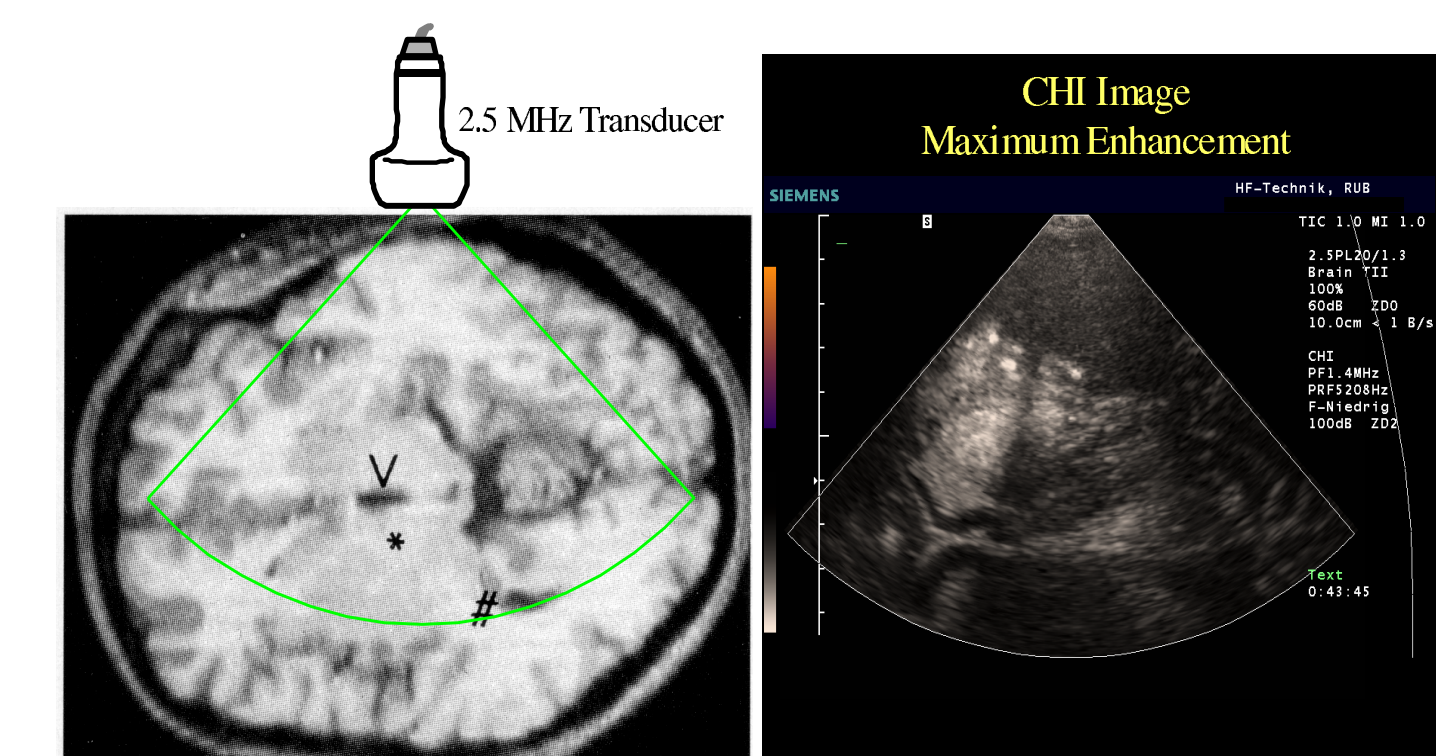 2.5 MHz Transducer
V
*
#
CHI Image
Maximum Enhancement
SIEMENS
HF-Technik, RUB
S
TIC 1.0 MI 1.0
2.5PL20/1.3
Brain TII
100%
60dB ZD0
10.0cm < 1 B/s
CHI
PF1.4MHz
PRF5208Hz
F-Niedrig
100dB ZD2
Text
0:43:45